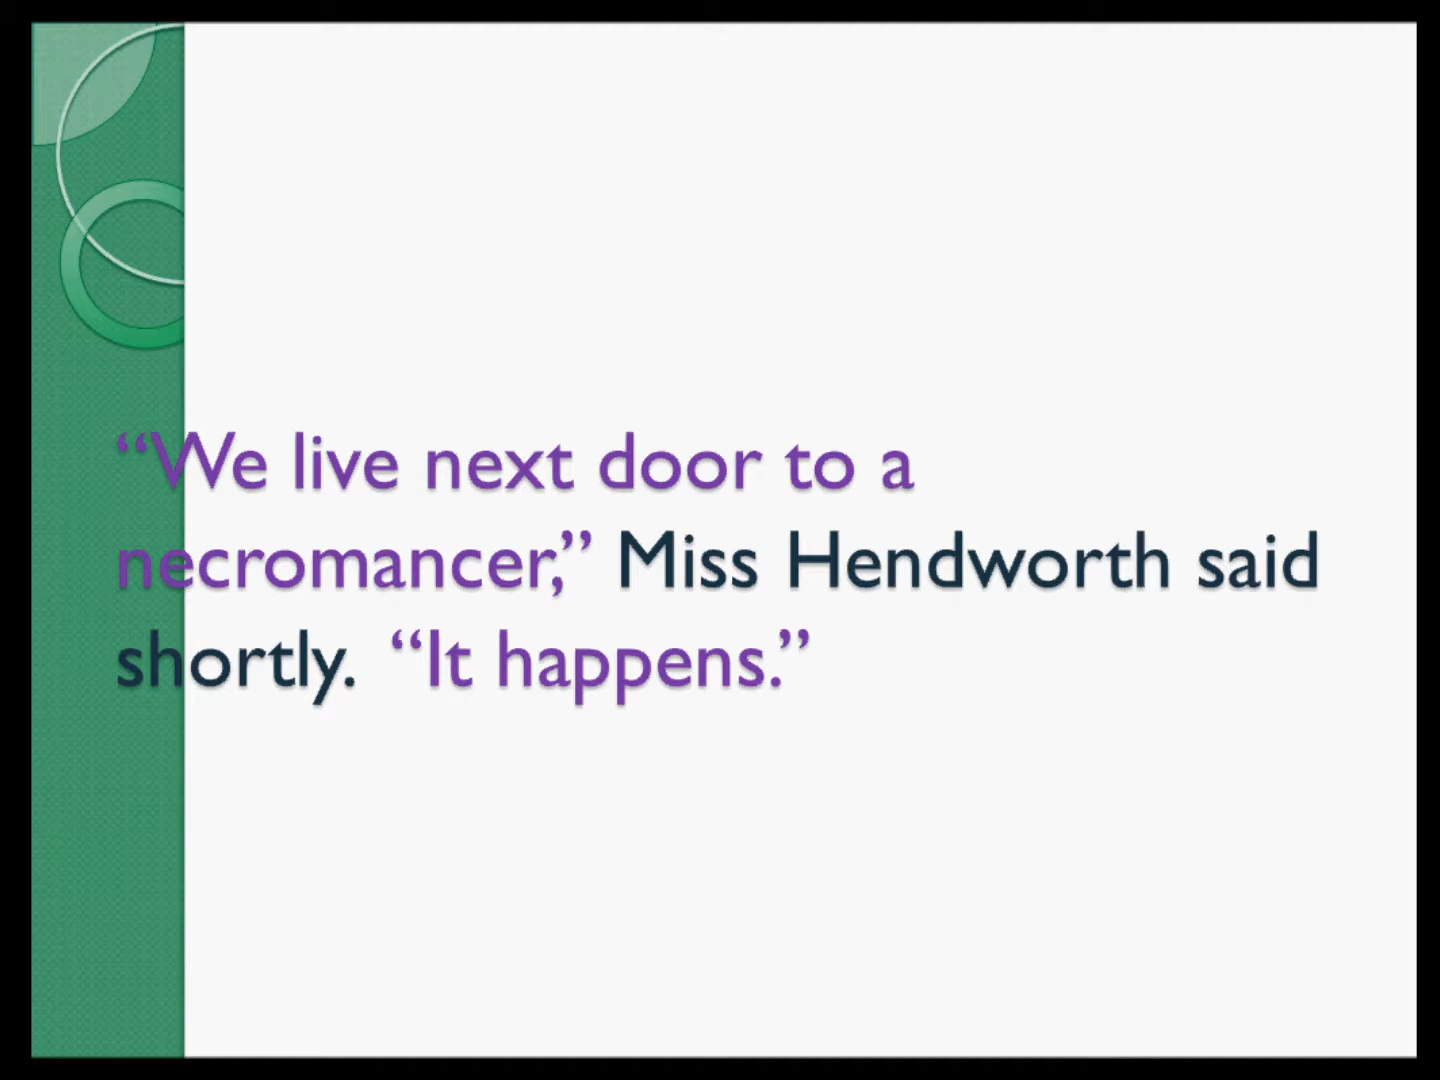 “We live next door to a
necromancer,” Miss Hendworth said
shortly.  “It happens.”